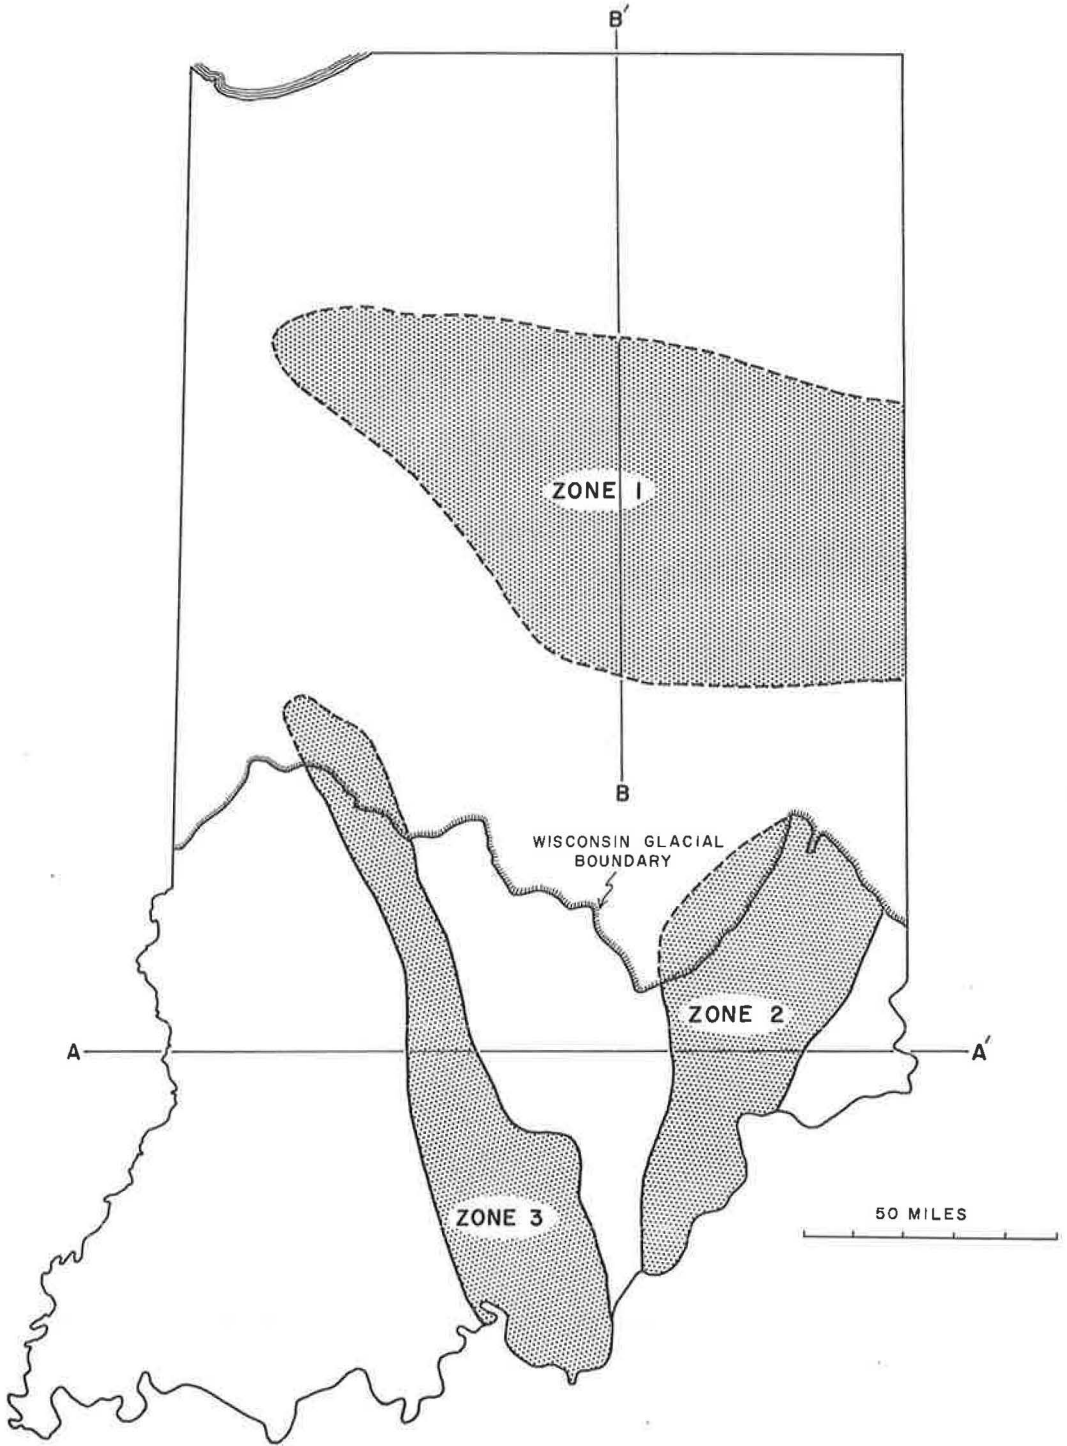 B′
ZONE 1
B
WISCONSIN GLACIAL
BOUNDARY
ZONE 2
A
A′
50 MILES
ZONE 3